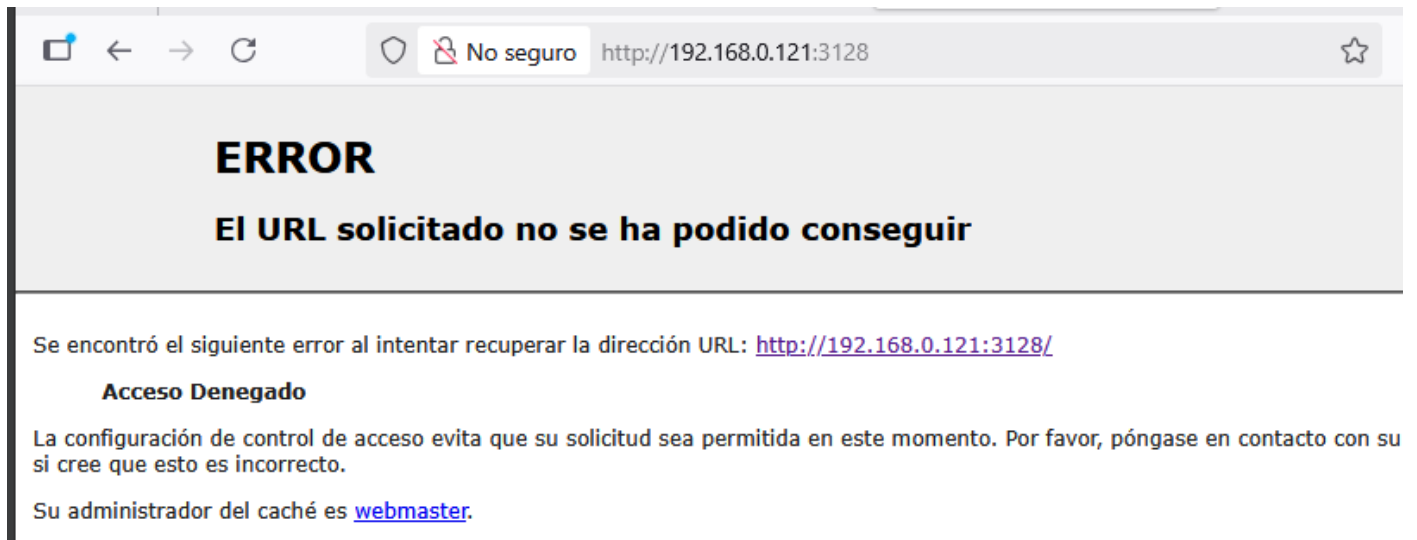 No seguro http://192.168.0.121:3128
ERROR
El URL solicitado no se ha podido conseguir
Se encontró el siguiente error al intentar recuperar la dirección URL: http://192.168.0.121:3128/
Acceso Denegado
La configuración de control de acceso evita que su solicitud sea permitida en este momento. Por favor, póngase en contacto con su
si cree que esto es incorrecto.
Su administrador del caché es webmaster.